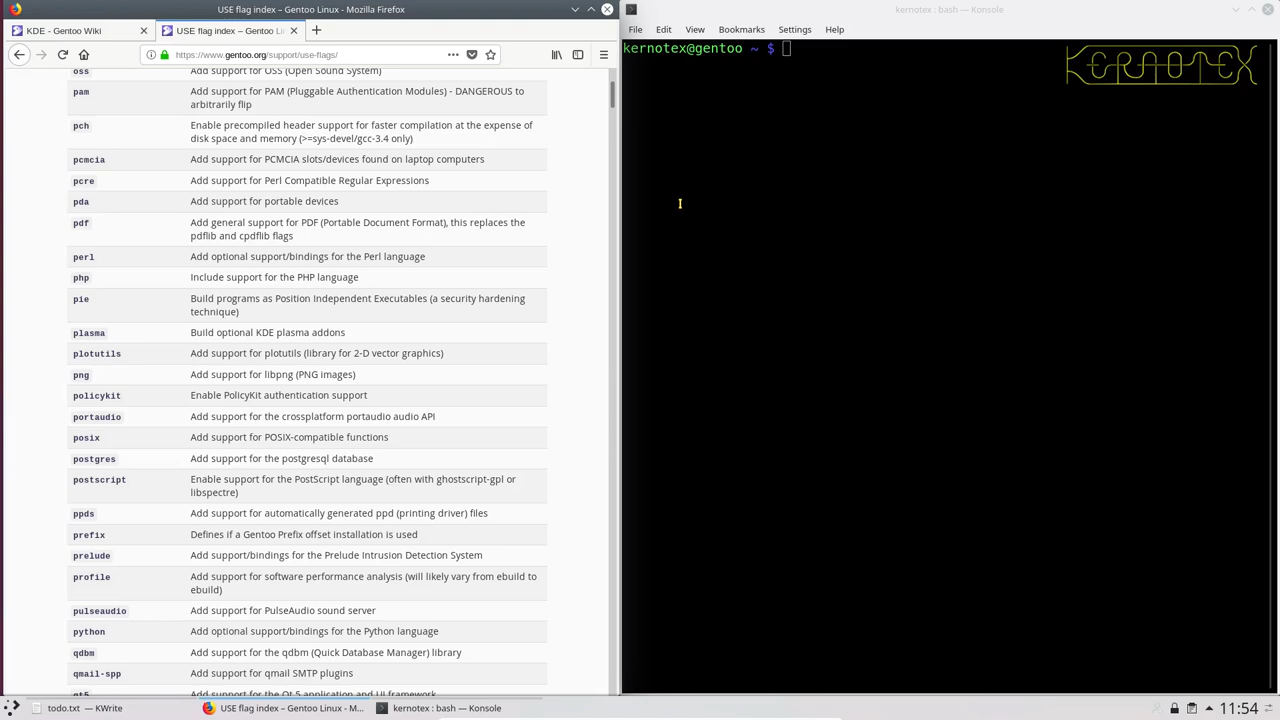 USE flag index – Gentoo Linux - Mozilla Firefox
KDE - Gentoo Wiki
USE flag index – Gentoo Li
https://www.gentoo.org/support/use-flags/
oss Add support for OSS (Open Sound System)
pam Add support for PAM (Pluggable Authentication Modules) - DANGEROUS to
arbitrarily flip
pch Enable precompiled header support for faster compilation at the expense of
disk space and memory (>=sys-devel/gcc-3.4 only)
pcmcia Add support for PCMCIA slots/devices found on laptop computers
pcre Add support for Perl Compatible Regular Expressions
pda Add support for portable devices
pdf Add general support for PDF (Portable Document Format), this replaces the
pdflib and cpdflib flags
perl Add optional support/bindings for the Perl language
php Include support for the PHP language
pie Build programs as Position Independent Executables (a security hardening
technique)
plasma Build optional KDE plasma addons
plotutils Add support for plotutils (library for 2-D vector graphics)
png Add support for libpng (PNG images)
policykit Enable PolicyKit authentication support
portaudio Add support for the crossplatform portaudio audio API
posix Add support for POSIX-compatible functions
postgres Add support for the postgresql database
postscript Enable support for the PostScript language (often with ghostscript-gpl or
libspectre)
ppds Add support for automatically generated ppd (printing driver) files
prefix Defines if a Gentoo Prefix offset installation is used
prelude Add support/bindings for the Prelude Intrusion Detection System
profile Add support for software performance analysis (will likely vary from ebuild to
ebuild)
pulseaudio Add support for PulseAudio sound server
python Add optional support/bindings for the Python language
qdbm Add support for the qdbm (Quick Database Manager) library
qmail-spp Add support for qmail SMTP plugins
qt5 Add support for the Qt 5 application and UI framework
kernotex : bash — Konsole
File Edit View Bookmarks Settings Help
kernotex@gentoo ~ $
KERNOTEX
todo.txt — KWrite
USE flag index – Gentoo Linux - M...
kernotex : bash — Konsole
11:54